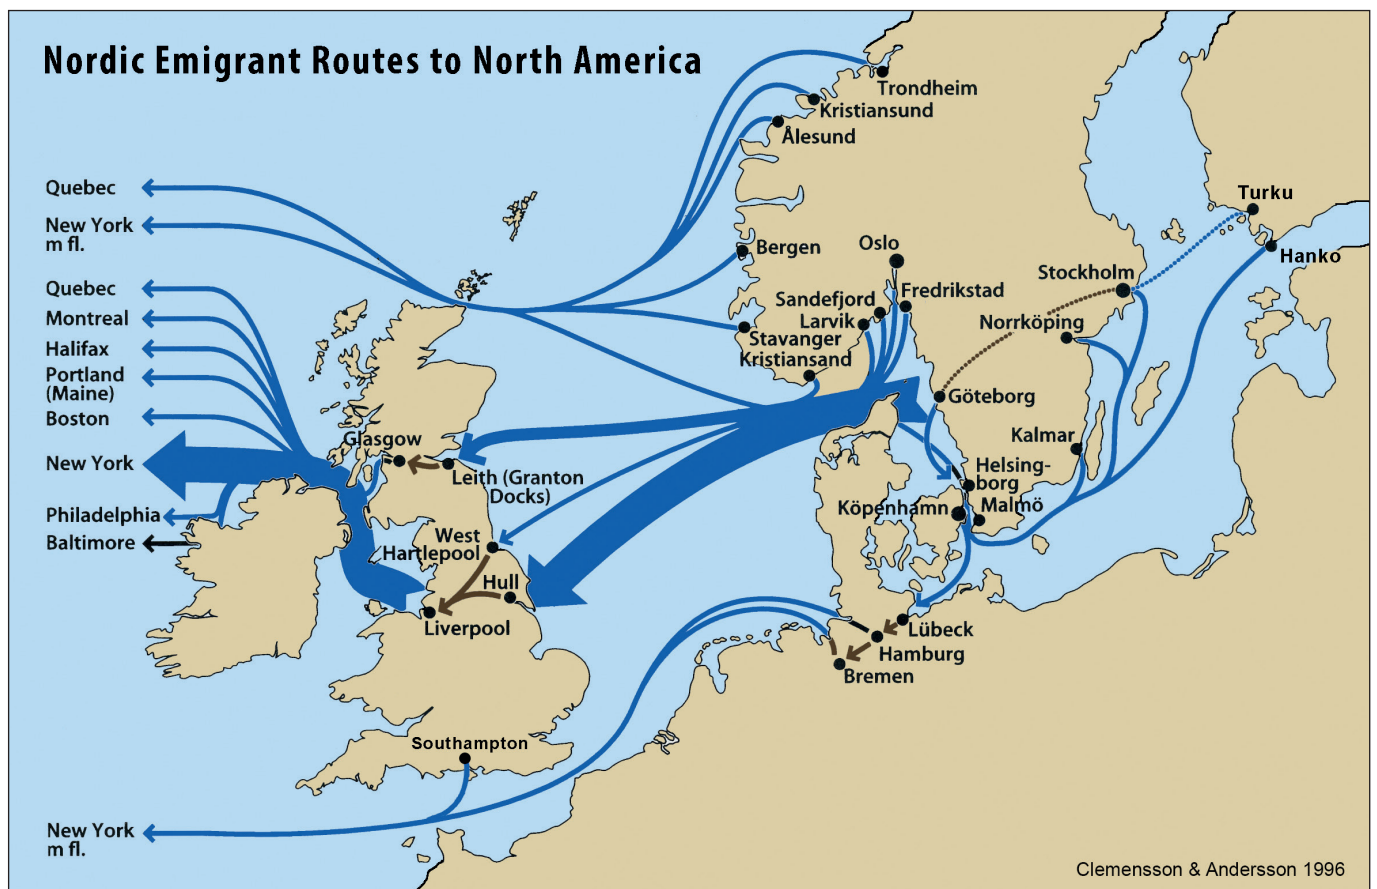 Nordic Emigrant Routes to North America
Trondheim
Kristiansund
Ålesund
Quebec
New York
m fl.
Turku
Bergen
Oslo
Hanko
Stockholm
Quebec
Sandefjord
Fredrikstad
Montreal
Larvik
Norrköping
Stavanger
Halifax
Kristiansand
Portland
(Maine)
Göteborg
Boston
Glasgow
Kalmar
New York
Leith (Granton
Docks)
Helsing-
borg
Köpenhamn
Malmö
Philadelphia
West
Hartlepool
Baltimore
Hull
Liverpool
Lübeck
Hamburg
Bremen
Southampton
New York
m fl.
Clemensson & Andersson 1996